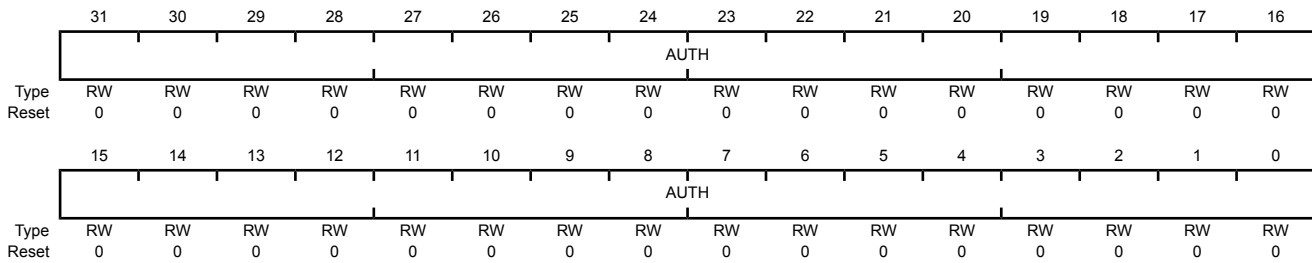 31 30 29 28 27 26 25 24 23 22 21 20 19 18 17 16
AUTH
Type RW RW RW RW RW RW RW RW RW RW RW RW RW RW RW RW
Reset 0 0 0 0 0 0 0 0 0 0 0 0 0 0 0 0
15 14 13 12 11 10 9 8 7 6 5 4 3 2 1 0
AUTH
Type RW RW RW RW RW RW RW RW RW RW RW RW RW RW RW RW
Reset 0 0 0 0 0 0 0 0 0 0 0 0 0 0 0 0